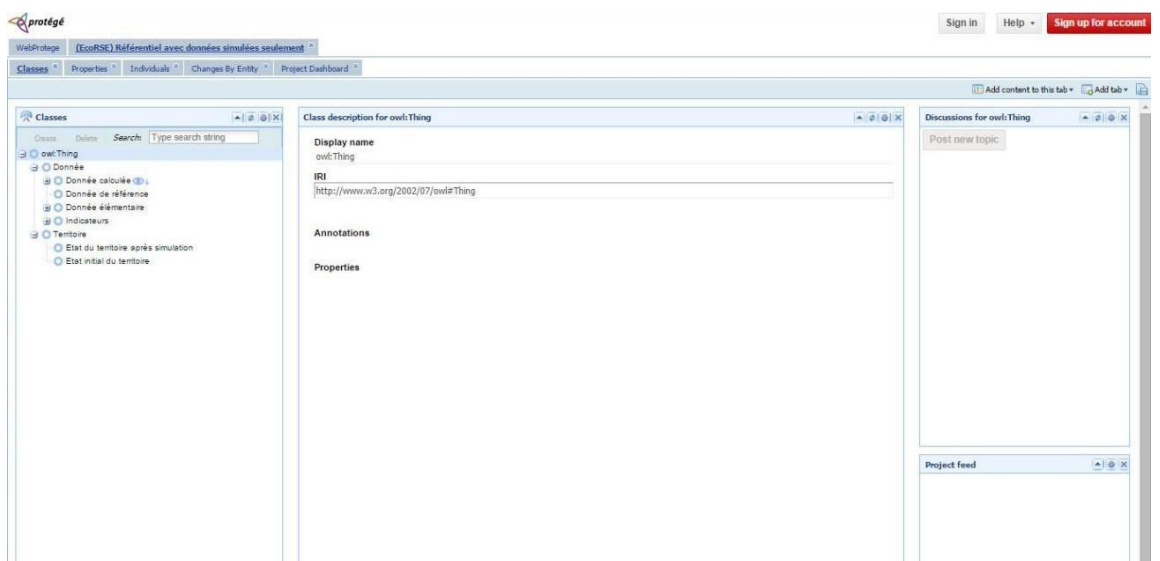 protégé
Sign in Help Sign up for account
WebProtege (EcoRSE) Référentiel avec données simulées seulement
Classes Properties Individuals Changes By Entity Project Dashboard
Add content to this tab Add tab
Classes
Create Delete Search: Type search string
owl:Thing
Donnée
Donnée calculée
Donnée de référence
Donnée élémentaire
Indicateurs
Territoire
Etat du territoire après simulation
Etat initial du territoire
Class description for owl:Thing
Display name
owl:Thing
IRI
http://www.w3.org/2002/07/owl#Thing
Annotations
Properties
Discussions for owl:Thing
Post new topic
Project feed